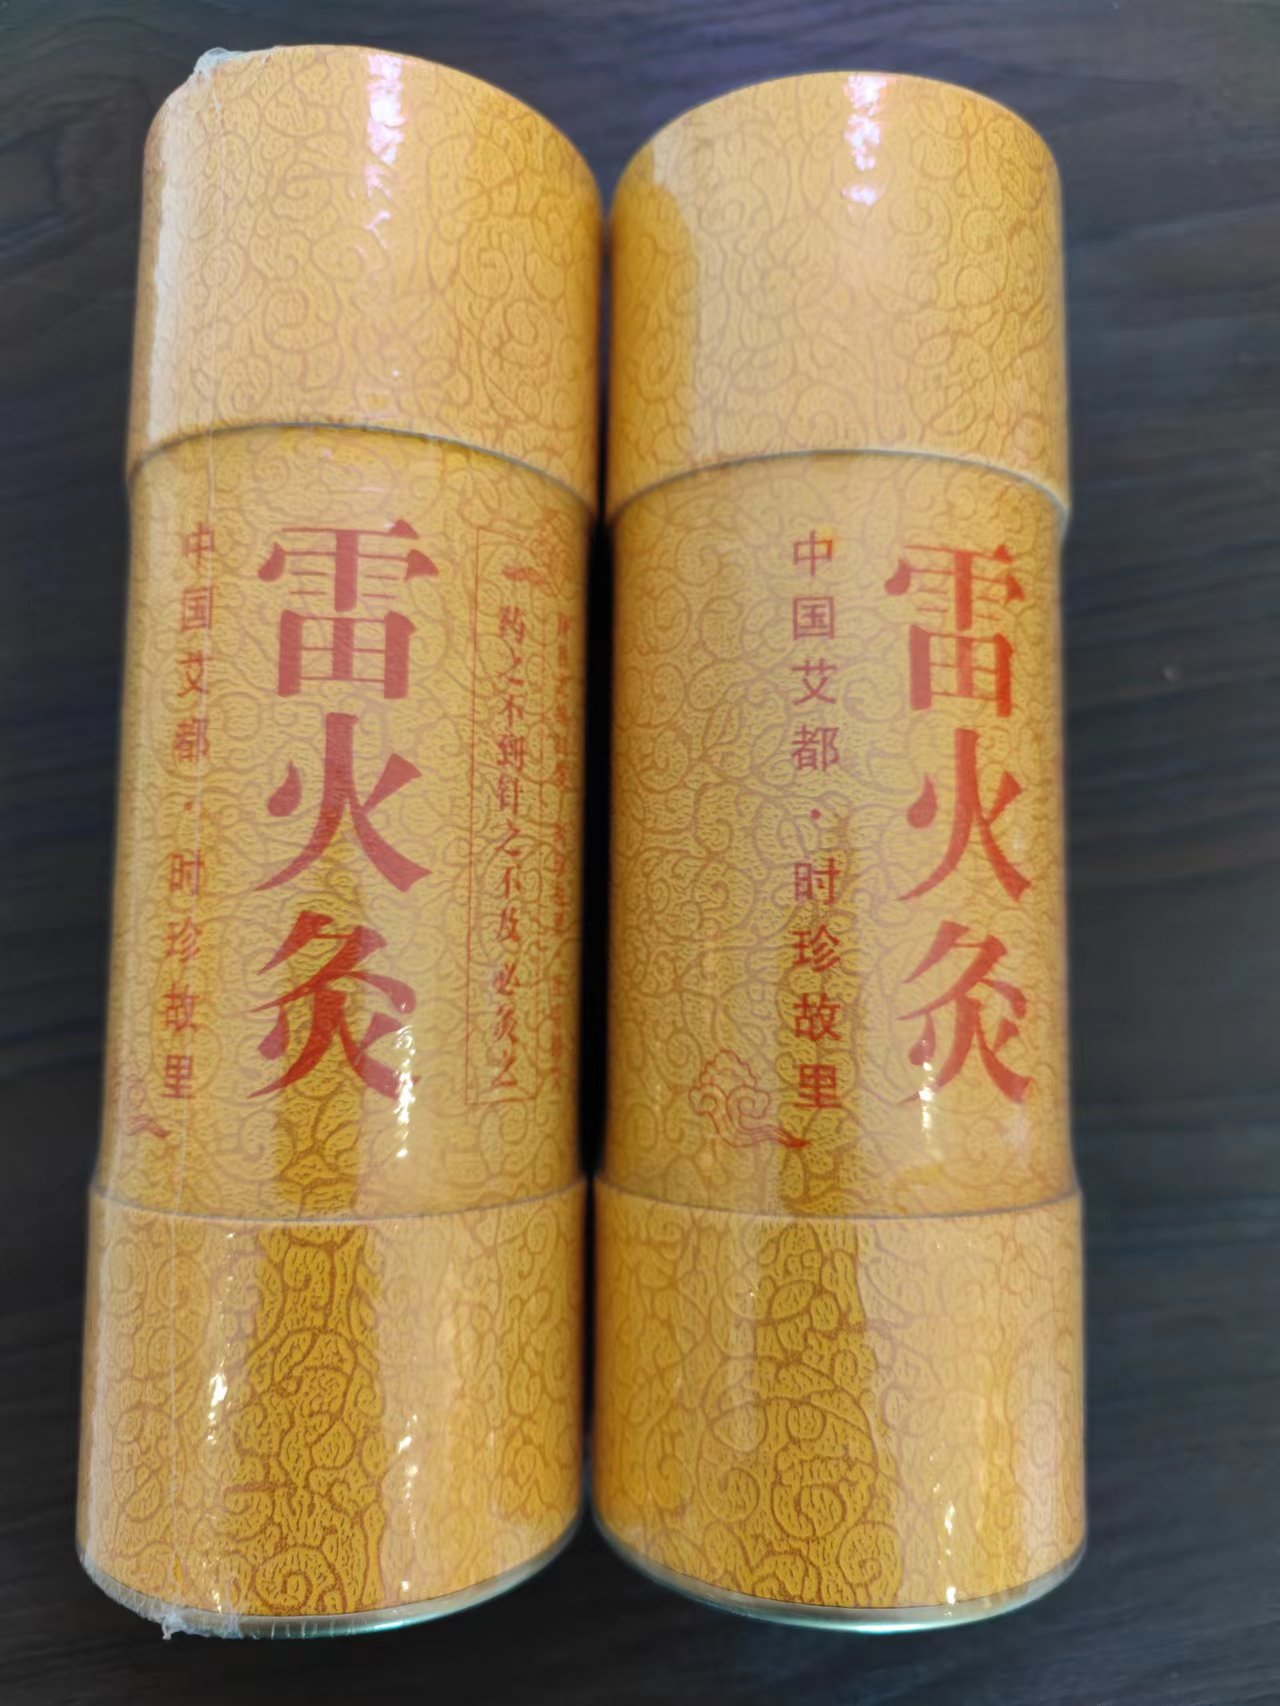 中国艾都·时珍故里
雷火灸
药之不到针之不及必灸之
中国艾都·时珍故里
雷火灸